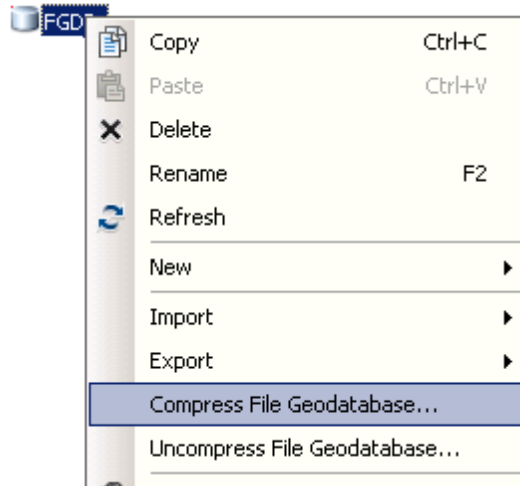 FGDB
Copy Ctrl+C
Paste Ctrl+V
Delete
Rename F2
Refresh
New
Import
Export
Compress File Geodatabase...
Uncompress File Geodatabase...